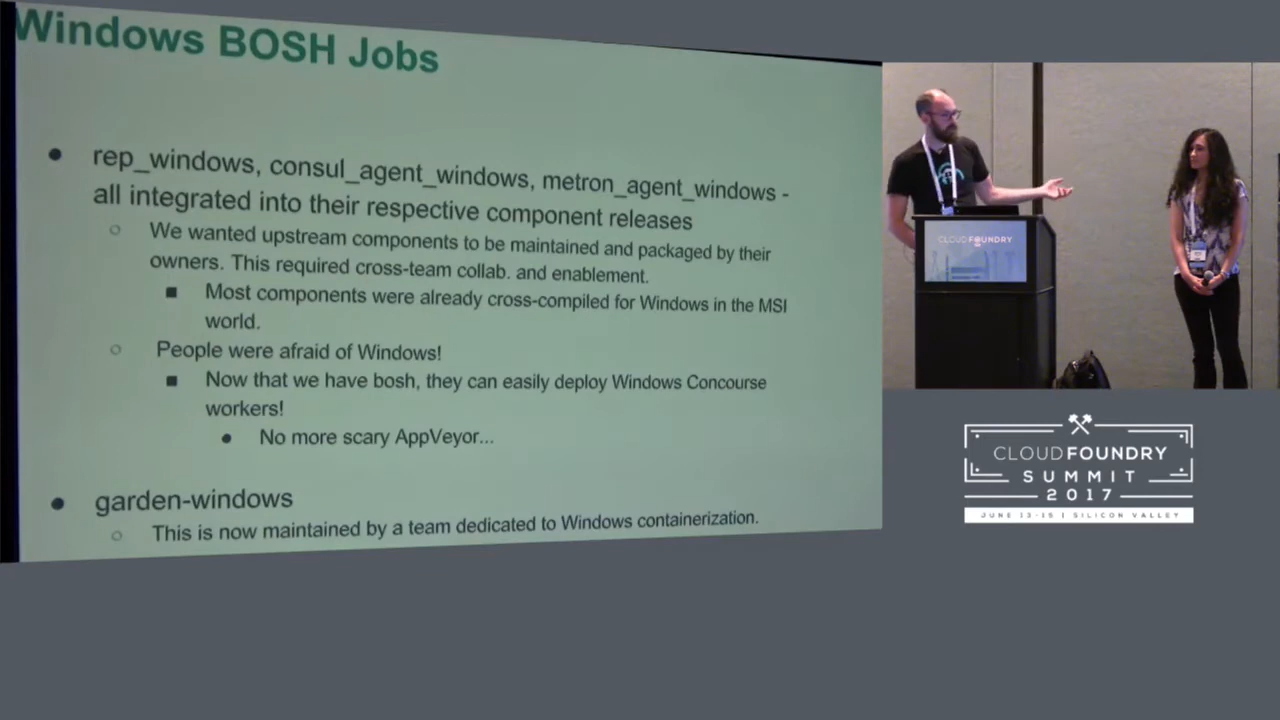 Windows BOSH Jobs
● rep_windows, consul_agent_windows, metron_agent_windows -
all integrated into their respective component releases
○ We wanted upstream components to be maintained and packaged by their
owners. This required cross-team collab. and enablement.
■ Most components were already cross-compiled for Windows in the MSI
world.
○ People were afraid of Windows!
■ Now that we have bosh, they can easily deploy Windows Concourse
workers!
● No more scary AppVeyor...
● garden-windows
○ This is now maintained by a team dedicated to Windows containerization.
CLOUD FOUNDRY
CLOUD FOUNDRY
SUMMIT
2017
JUNE 13-15 | SILICON VALLEY